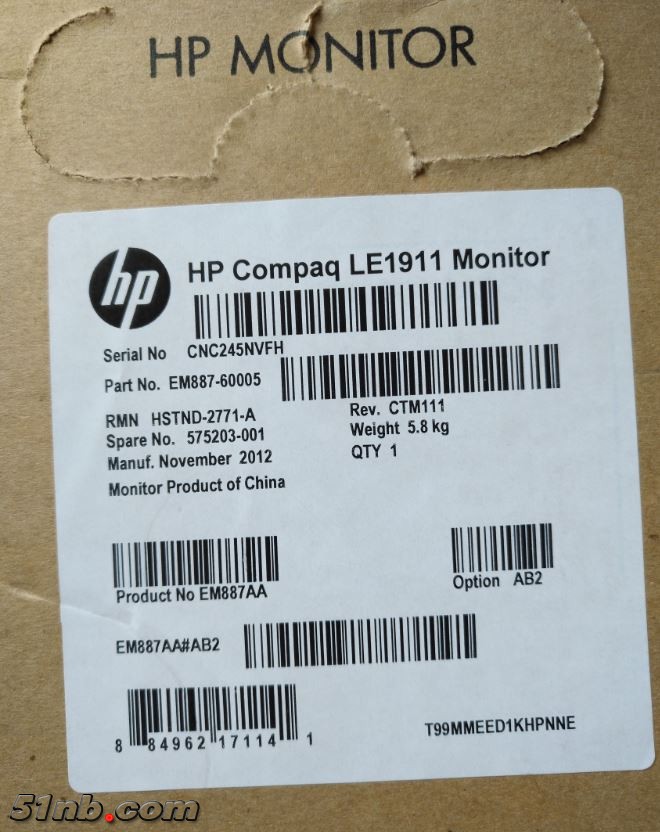 HP MONITOR
hp
HP Compaq LE1911 Monitor
Serial No CNC245NVFH
Part No. EM887-60005
RMN HSTND-2771-A
Rev. CTM111
Spare No. 575203-001
Weight 5.8 kg
Manuf. November 2012
QTY 1
Monitor Product of China
Product No EM887AA
Option AB2
EM887AA#AB2
8 84962 17114 1
T99MMEED1KHPNNE
51nb.com